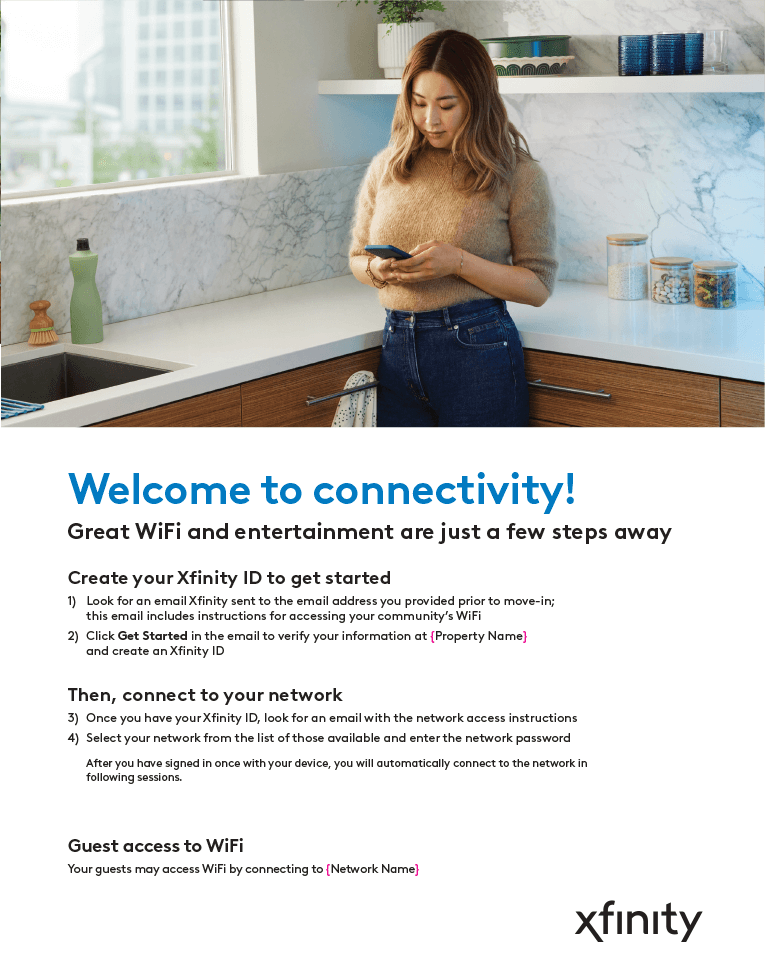 Welcome to connectivity!
Great WiFi and entertainment are just a few steps away
Create your Xfinity ID to get started
1) Look for an email Xfinity sent to the email address you provided prior to move-in;
this email includes instructions for accessing your community’s WiFi
2) Click Get Started in the email to verify your information at {Property Name}
and create an Xfinity ID
Then, connect to your network
3) Once you have your Xfinity ID, look for an email with the network access instructions
4) Select your network from the list of those available and enter the network password
After you have signed in once with your device, you will automatically connect to the network in
following sessions.
Guest access to WiFi
Your guests may access WiFi by connecting to {Network Name}
xfinity